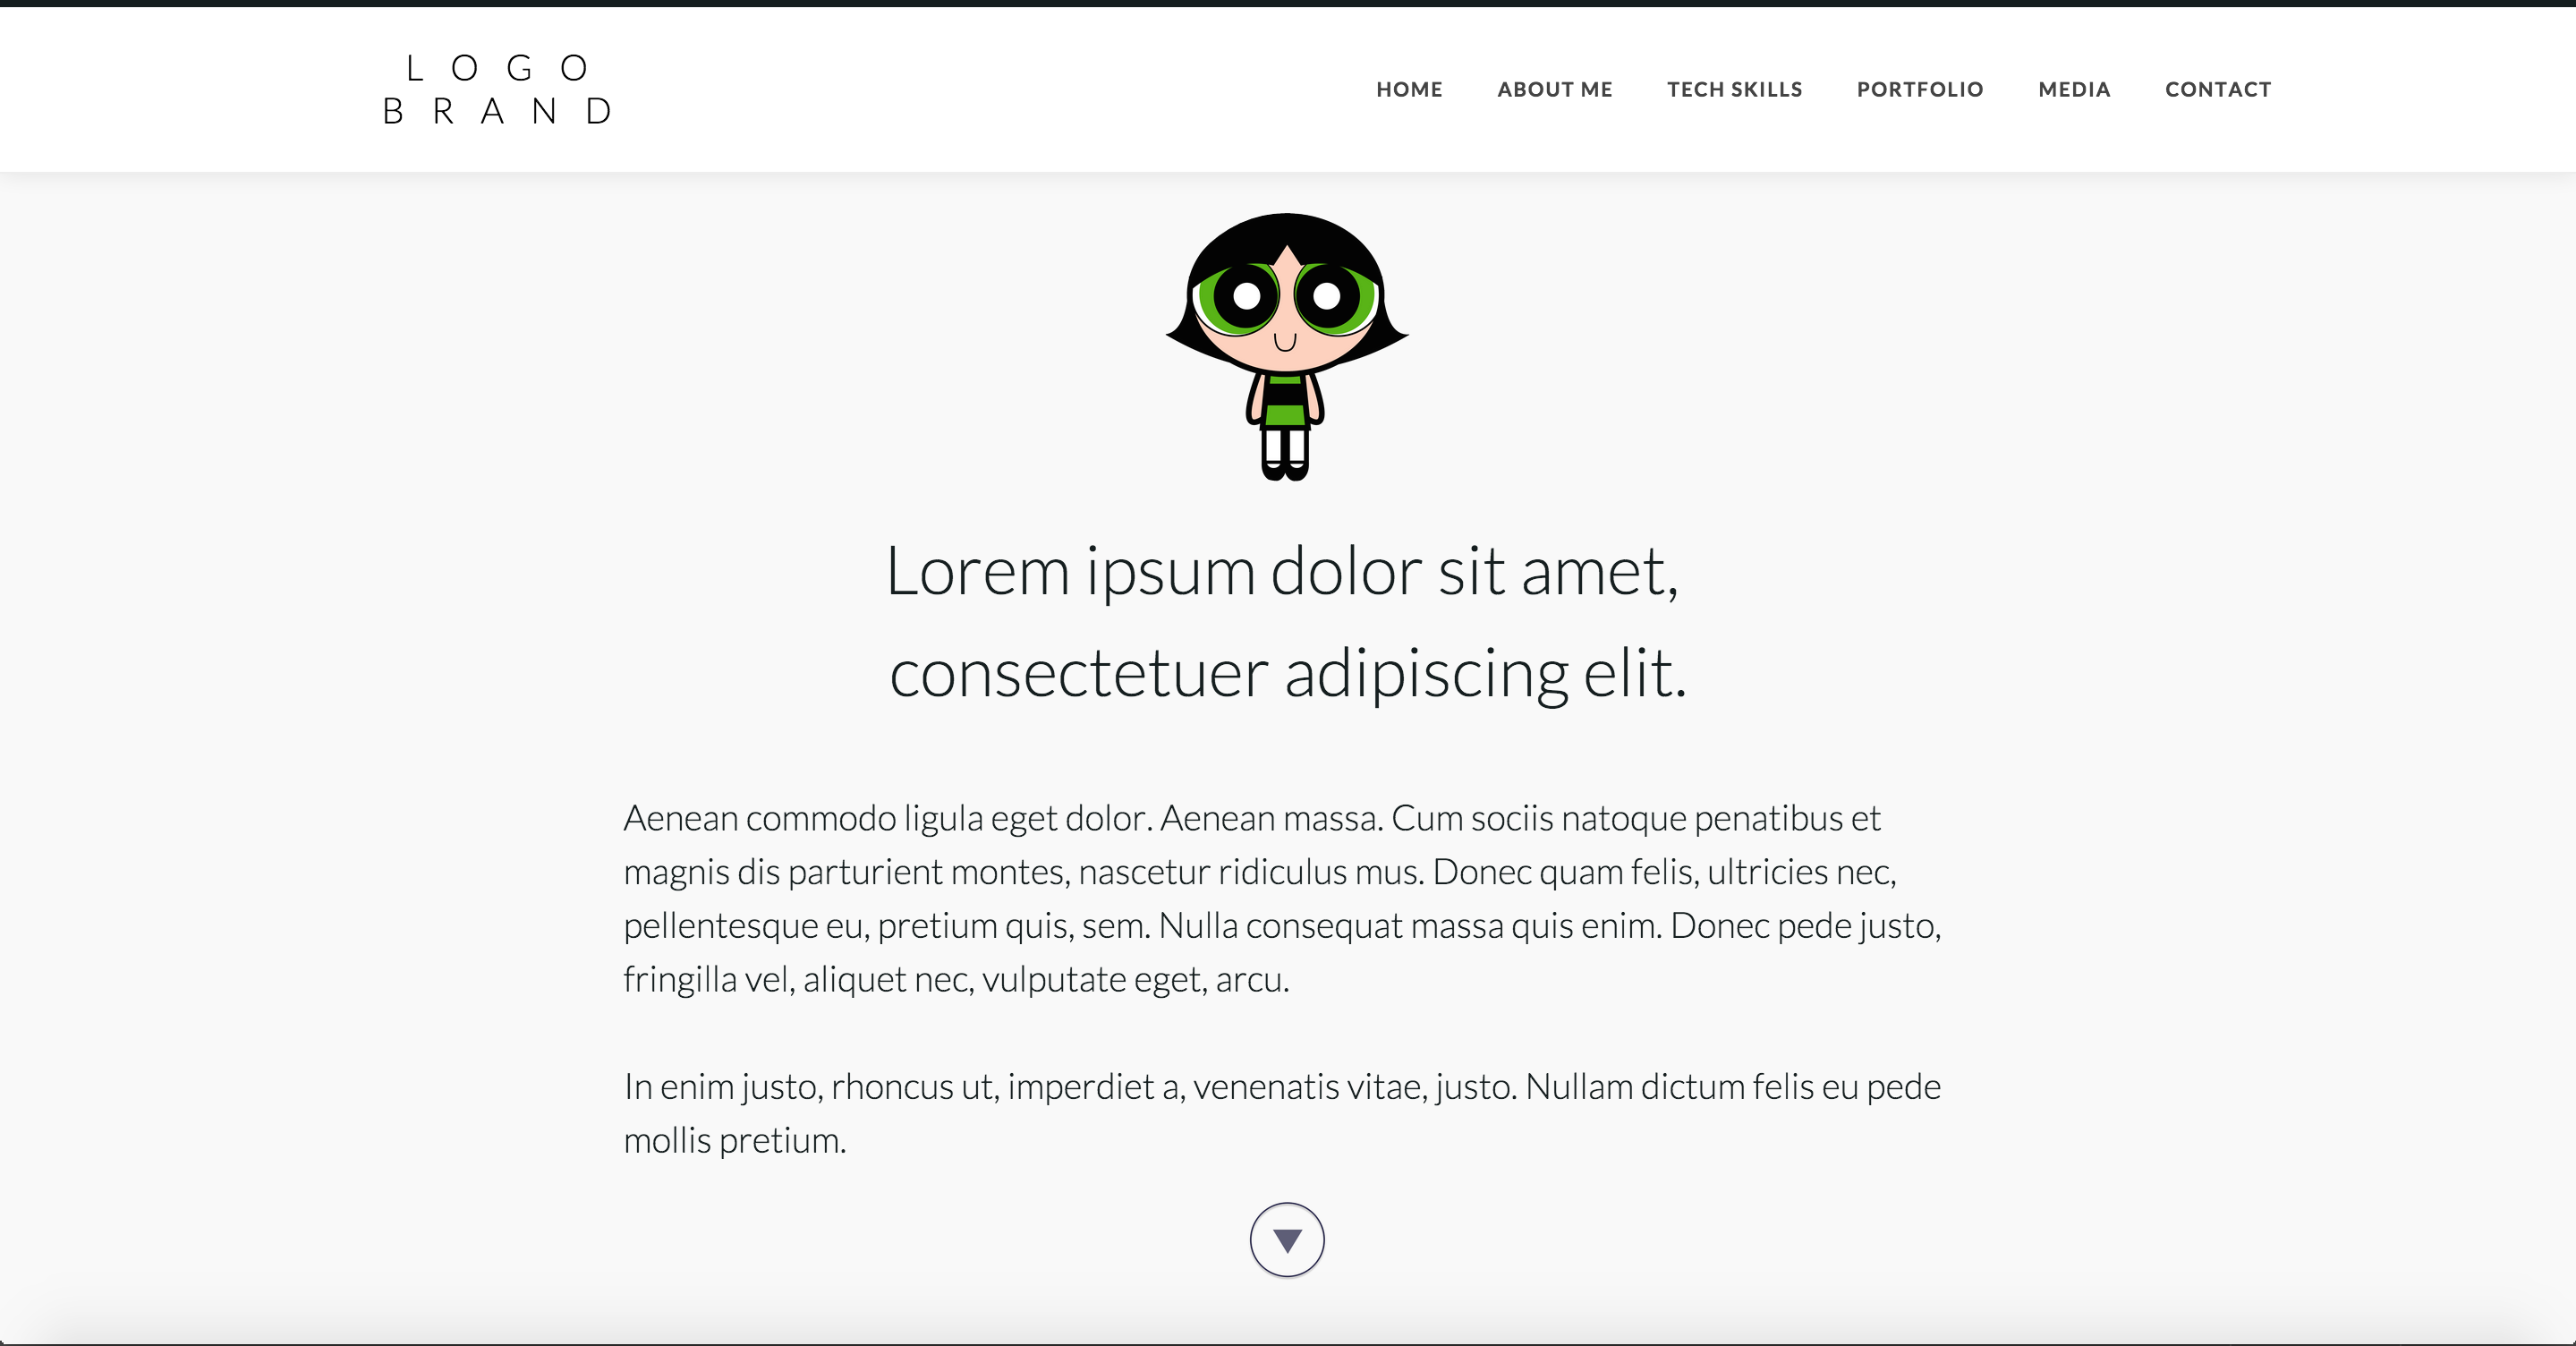 L O G O
B R A N D
HOME ABOUT ME TECH SKILLS PORTFOLIO MEDIA CONTACT
Lorem ipsum dolor sit amet,
consectetuer adipiscing elit.
Aenean commodo ligula eget dolor. Aenean massa. Cum sociis natoque penatibus et
magnis dis parturient montes, nascetur ridiculus mus. Donec quam felis, ultricies nec,
pellentesque eu, pretium quis, sem. Nulla consequat massa quis enim. Donec pede justo,
fringilla vel, aliquet nec, vulputate eget, arcu.
In enim justo, rhoncus ut, imperdiet a, venenatis vitae, justo. Nullam dictum felis eu pede
mollis pretium.